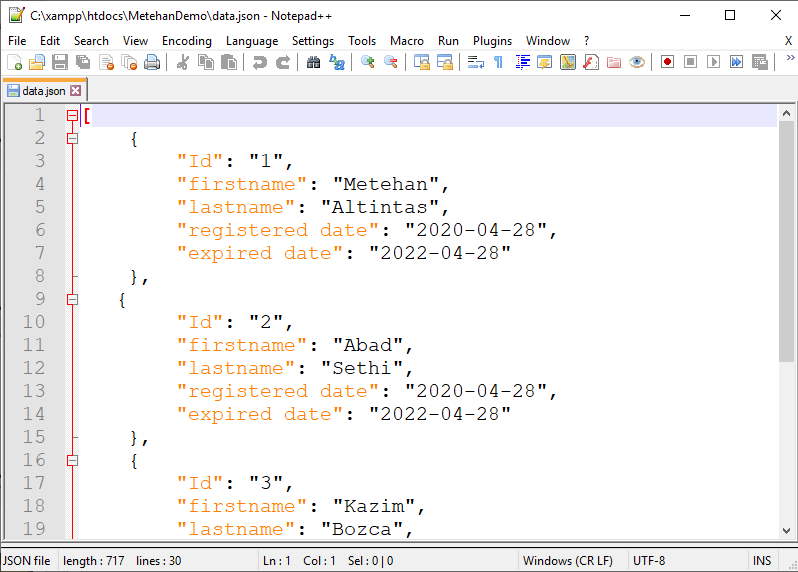 C:\xampp\htdocs\MetehanDemo\data.json - Notepad++
File Edit Search View Encoding Language Settings Tools Macro Run Plugins Window ? X
data.json
1 [
2 {
3 "Id": "1",
4 "firstname": "Metehan",
5 "lastname": "Altintas",
6 "registered date": "2020-04-28",
7 "expired date": "2022-04-28"
8 },
9 {
10 "Id": "2",
11 "firstname": "Abad",
12 "lastname": "Sethi",
13 "registered date": "2020-04-28",
14 "expired date": "2022-04-28"
15 },
16 {
17 "Id": "3",
18 "firstname": "Kazim",
19 "lastname": "Bozca",
JSON file length : 717 lines : 30 Ln : 1 Col : 1 Sel : 0 | 0 Windows (CR LF) UTF-8 INS